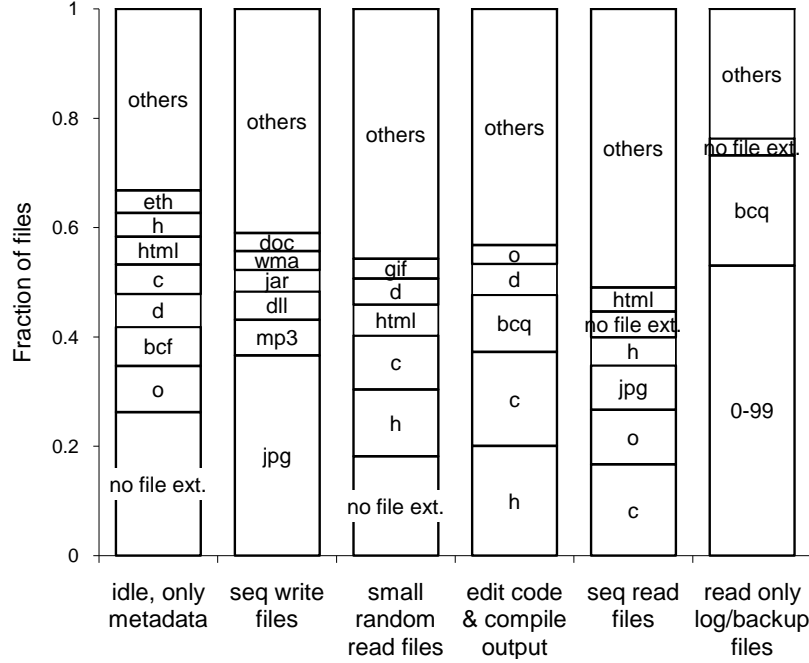 1
0.8
0.6
0.4
0.2
0
Fraction of files
others
eth
h
html
c
d
bcf
o
no file ext.
others
doc
wma
jar
dll
mp3
jpg
others
gif
d
html
c
h
no file ext.
others
o
d
bcq
c
h
others
html
no file ext.
h
jpg
o
c
others
no file ext.
bcq
0-99
idle, only
metadata
seq write
files
small
random
read files
edit code
& compile
output
seq read
files
read only
log/backup
files